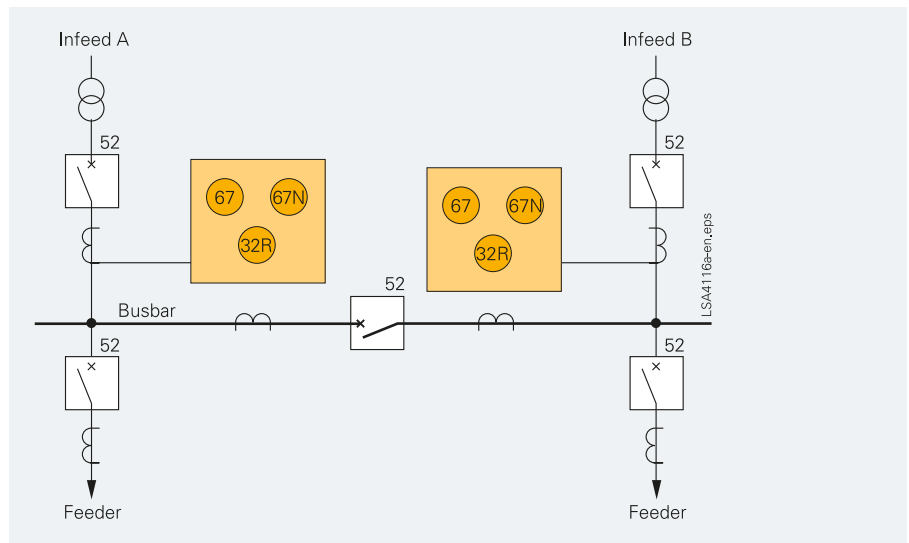 Infeed A
Infeed B
52
52
67
67N
32R
67
67N
32R
LSA4116a-en.eps
52
Busbar
52
52
Feeder
Feeder